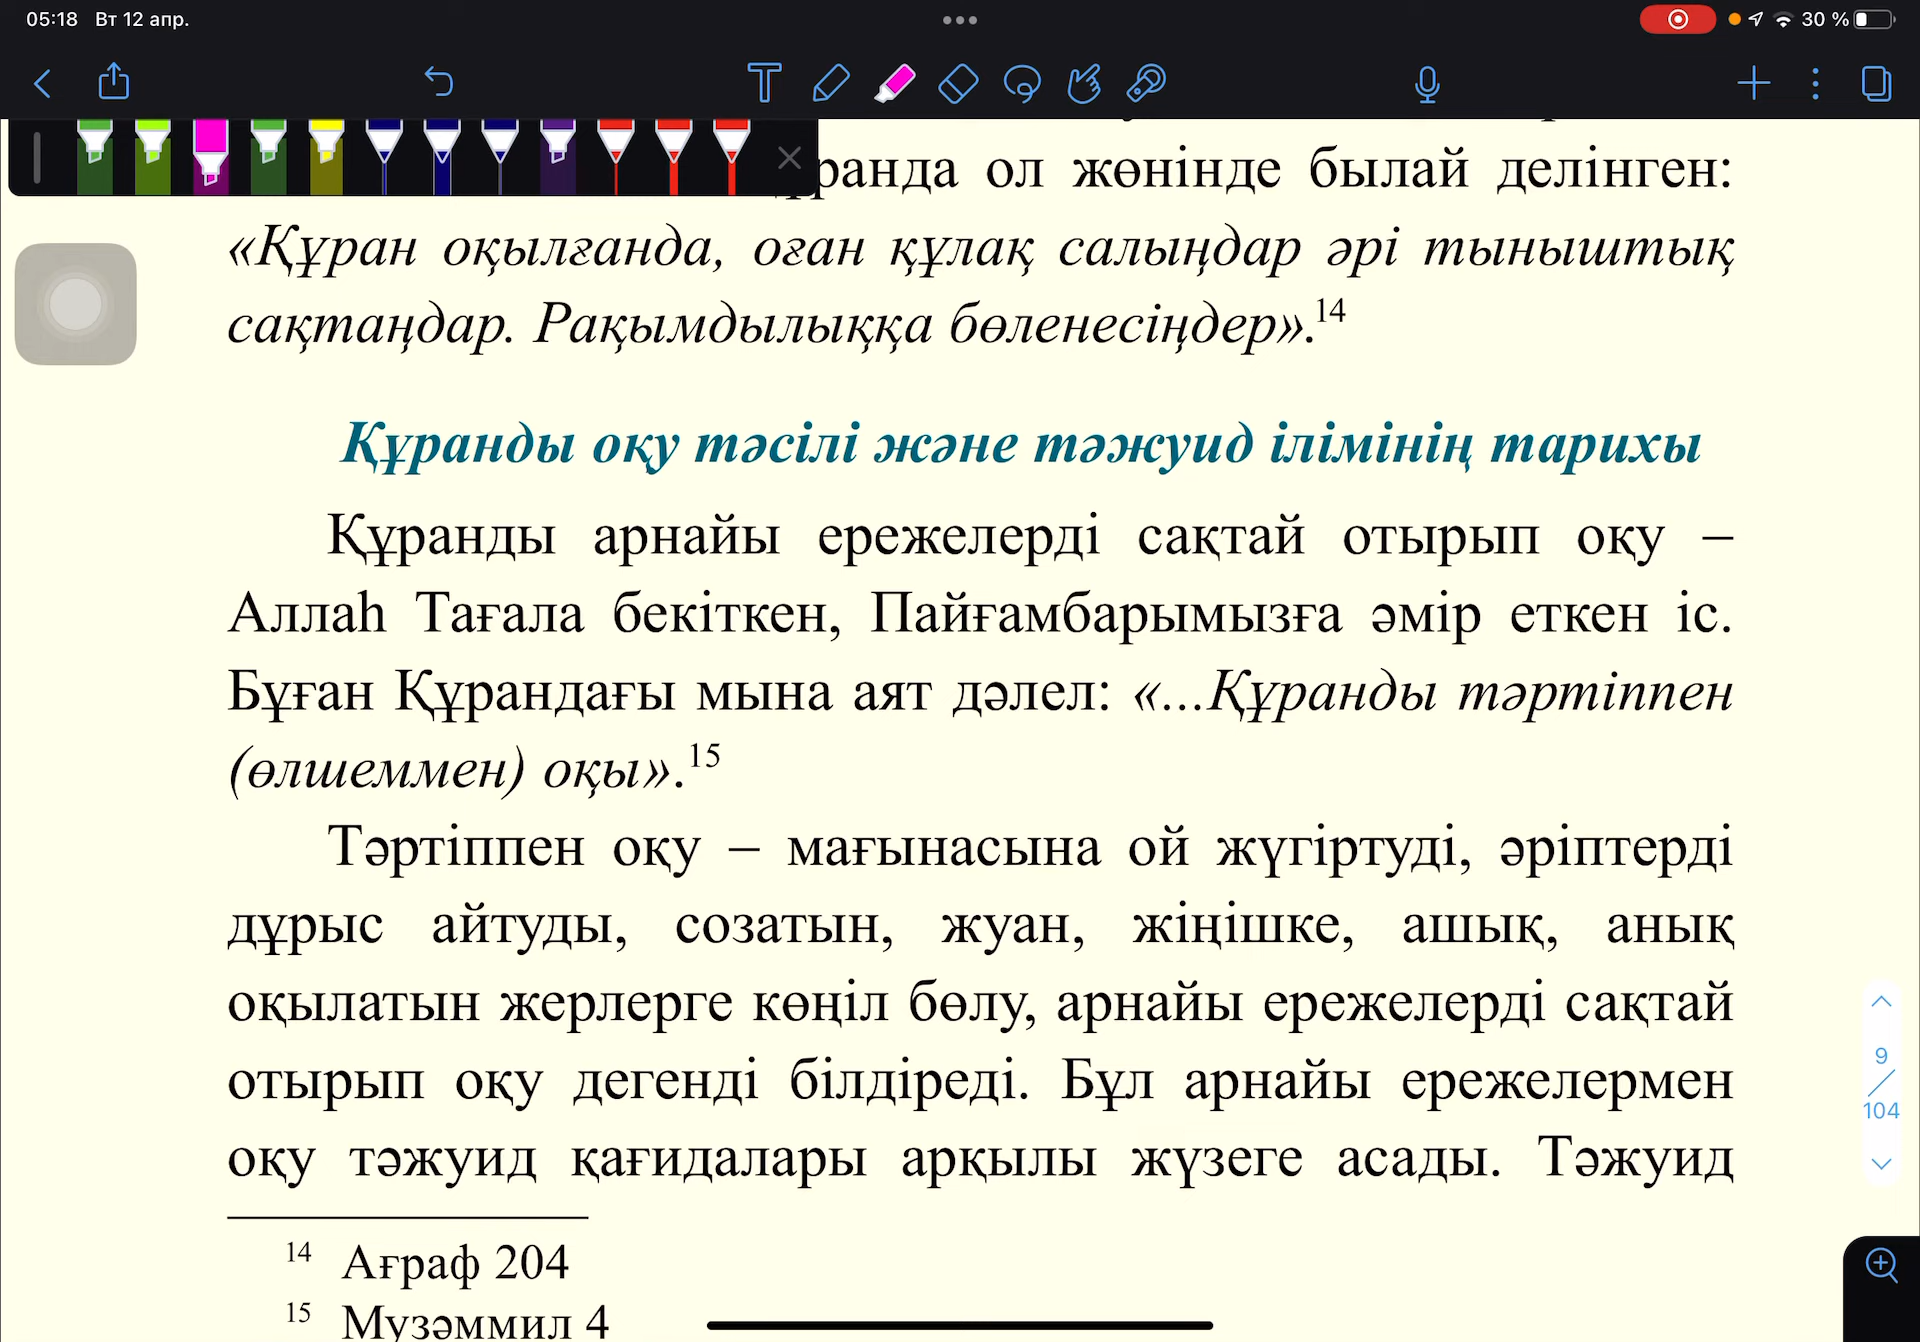 05:18 Вт 12 апр.
30 %
ол жөнінде былай делінген:
«Құран оқылғанда, оған құлақ салыңдар әрі тыныштық
сақтаңдар. Рақымдылыққа бөленесіңдер».14
Құранды оқу тәсілі және тәжуид ілімінің тарихы
Құранды арнайы ережелерді сақтай отырып оқу –
Аллаһ Тағала бекіткен, Пайғамбарымызға әмір еткен іс.
Бұған Құрандағы мына аят дәлел: «...Құранды тәртіппен
(өлшеммен) оқы».15
Тәртіппен оқу – мағынасына ой жүгіртуді, әріптерді
дұрыс айтуды, созатын, жуан, жіңішке, ашық, анық
оқылатын жерлерге көңіл бөлу, арнайы ережелерді сақтай
отырып оқу дегенді білдіреді. Бұл арнайы ережелермен
оқу тәжуид қағидалары арқылы жүзеге асады. Тәжуид
9
104
14 Ағраф 204
15 Музәммил 4